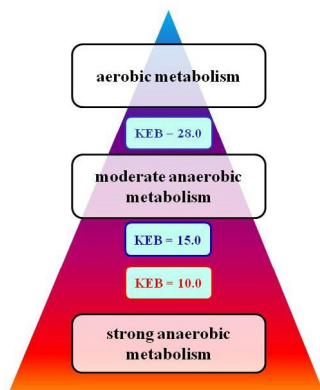 aerobic metabolism
KEB – 28.0
moderate anaerobic
metabolism
KEB = 15.0
KEB = 10.0
strong anaerobic
metabolism